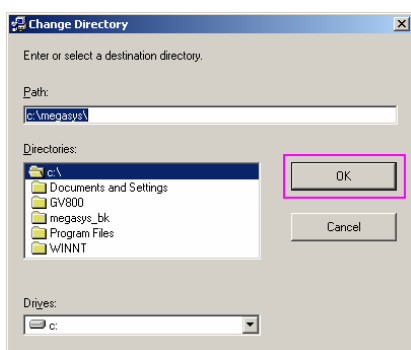 Change Directory
Enter or select a destination directory.
Path:
c:\megasys\
Directories:
c:\
Documents and Settings
GV800
megasys_bk
Program Files
WINNT
OK
Cancel
Drives:
c: